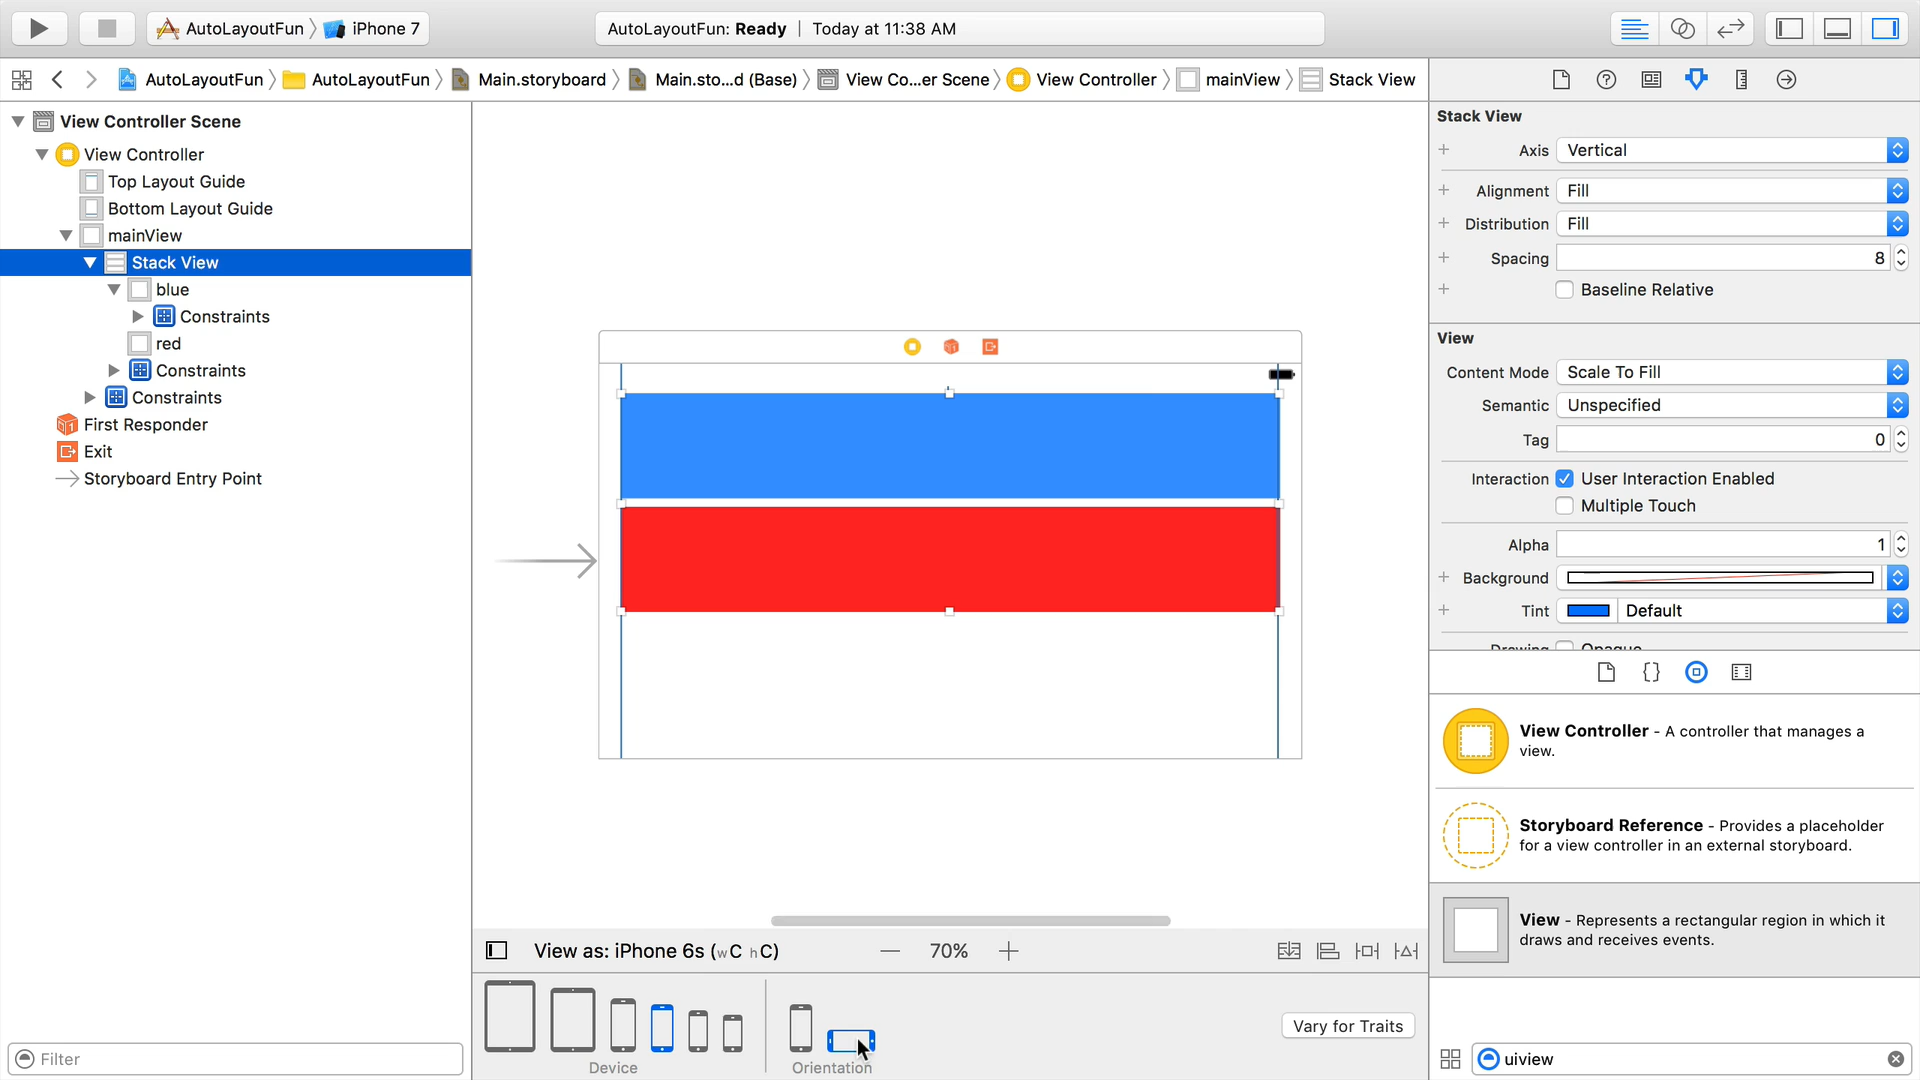 AutoLayoutFun
iPhone 7
AutoLayoutFun: Ready | Today at 11:38 AM
AutoLayoutFun
AutoLayoutFun
Main.storyboard
Main.sto...d (Base)
View Co...er Scene
View Controller
mainView
Stack View
View Controller Scene
View Controller
Top Layout Guide
Bottom Layout Guide
mainView
Stack View
blue
Constraints
red
Constraints
Constraints
First Responder
Exit
Storyboard Entry Point
Filter
View as: iPhone 6s (wC hC)
70%
Device
Orientation
Vary for Traits
Stack View
Axis Vertical
Alignment Fill
Distribution Fill
Spacing 8
Baseline Relative
View
Content Mode Scale To Fill
Semantic Unspecified
Tag 0
Interaction User Interaction Enabled
Multiple Touch
Alpha 1
Background
Tint Default
Drawing Opaque
View Controller - A controller that manages a
view.
Storyboard Reference - Provides a placeholder
for a view controller in an external storyboard.
View - Represents a rectangular region in which it
draws and receives events.
uiview